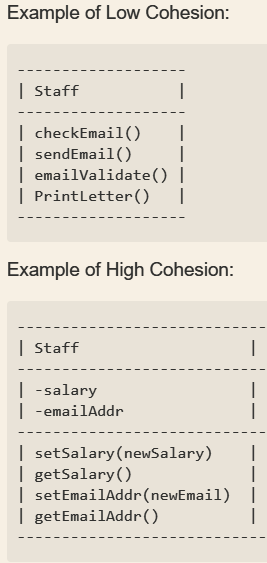 Example of Low Cohesion:
-------------------
| Staff           |
-------------------
| checkEmail()    |
| sendEmail()     |
| emailValidate() |
| PrintLetter()   |
-------------------
Example of High Cohesion:
----------------------------
| Staff                    |
----------------------------
| -salary                  |
| -emailAddr               |
----------------------------
| setSalary(newSalary)     |
| getSalary()              |
| setEmailAddr(newEmail)   |
| getEmailAddr()           |
----------------------------